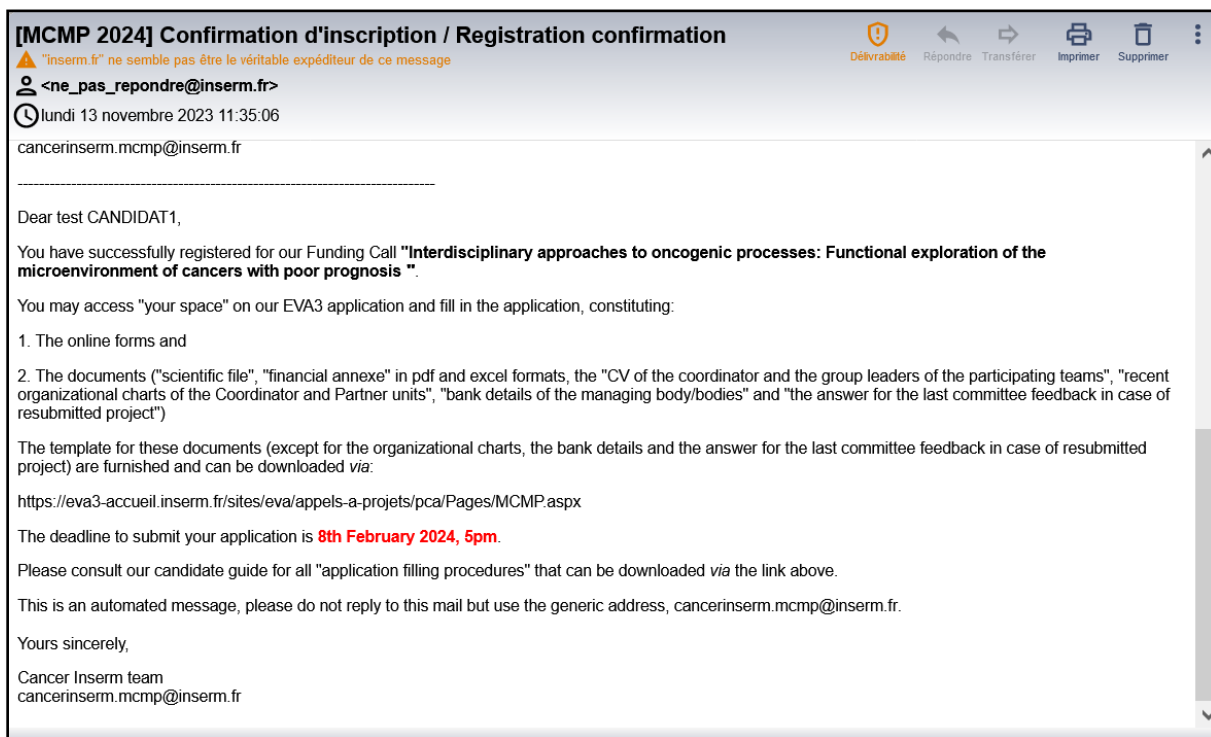 [MCMP 2024] Confirmation d'inscription / Registration confirmation
"inserm.fr" ne semble pas être le véritable expéditeur de ce message
Délivrabilité Répondre Transférer Imprimer Supprimer
<ne_pas_repondre@inserm.fr>
lundi 13 novembre 2023 11:35:06
cancerinserm.mcmp@inserm.fr
--------------------------------------------------------------------------------
Dear test CANDIDAT1,
You have successfully registered for our Funding Call "Interdisciplinary approaches to oncogenic processes: Functional exploration of the
microenvironment of cancers with poor prognosis ".
You may access "your space" on our EVA3 application and fill in the application, constituting:
1. The online forms and
2. The documents ("scientific file", "financial annexe" in pdf and excel formats, the "CV of the coordinator and the group leaders of the participating teams", "recent
organizational charts of the Coordinator and Partner units", "bank details of the managing body/bodies" and "the answer for the last committee feedback in case of
resubmitted project")
The template for these documents (except for the organizational charts, the bank details and the answer for the last committee feedback in case of resubmitted
project) are furnished and can be downloaded via:
https://eva3-accueil.inserm.fr/sites/eva/appels-a-projets/pca/Pages/MCMP.aspx
The deadline to submit your application is 8th February 2024, 5pm.
Please consult our candidate guide for all "application filling procedures" that can be downloaded via the link above.
This is an automated message, please do not reply to this mail but use the generic address, cancerinserm.mcmp@inserm.fr.
Yours sincerely,
Cancer Inserm team
cancerinserm.mcmp@inserm.fr